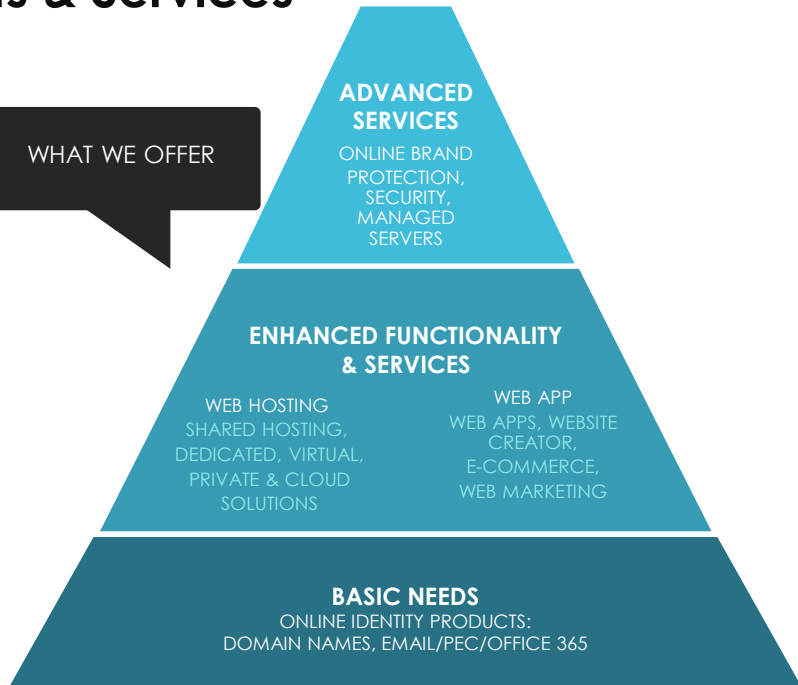 & Services
WHAT WE OFFER
ADVANCED
SERVICES
ONLINE BRAND
PROTECTION,
SECURITY,
MANAGED
SERVERS
ENHANCED FUNCTIONALITY
& SERVICES
WEB HOSTING
SHARED HOSTING,
DEDICATED, VIRTUAL,
PRIVATE & CLOUD
SOLUTIONS
WEB APP
WEB APPS, WEBSITE
CREATOR,
E-COMMERCE,
WEB MARKETING
BASIC NEEDS
ONLINE IDENTITY PRODUCTS:
DOMAIN NAMES, EMAIL/PEC/OFFICE 365